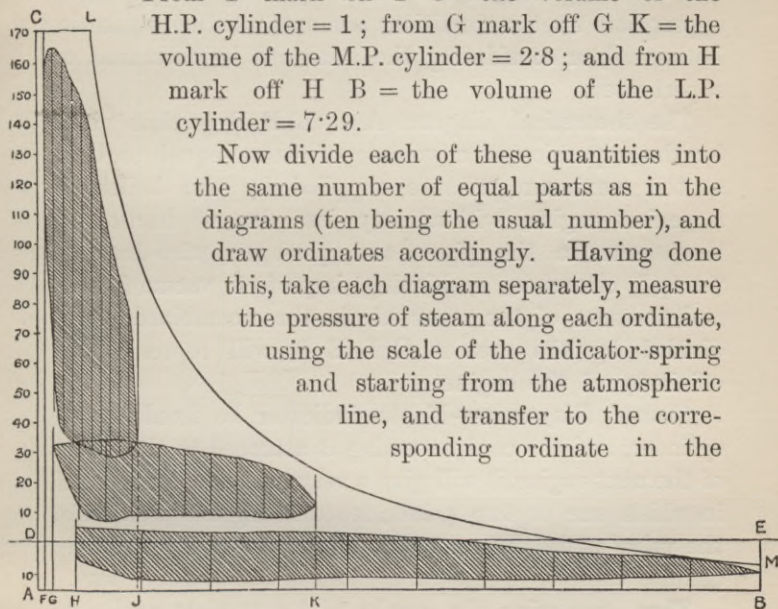 H.P. cylinder = 1 ; from G mark off G K = the
volume of the M.P. cylinder = 2·8 ; and from H
mark off H B = the volume of the L.P.
cylinder = 7·29.
Now divide each of these quantities into
the same number of equal parts as in the
diagrams (ten being the usual number), and
draw ordinates accordingly. Having done
this, take each diagram separately, measure
the pressure of steam along each ordinate,
using the scale of the indicator-spring
and starting from the atmospheric
line, and transfer to the corre-
sponding ordinate in the
C L
170
160
150
140
130
120
110
100
90
80
70
60
50
40
30
20
10
D E
10 M
A F G H J K B